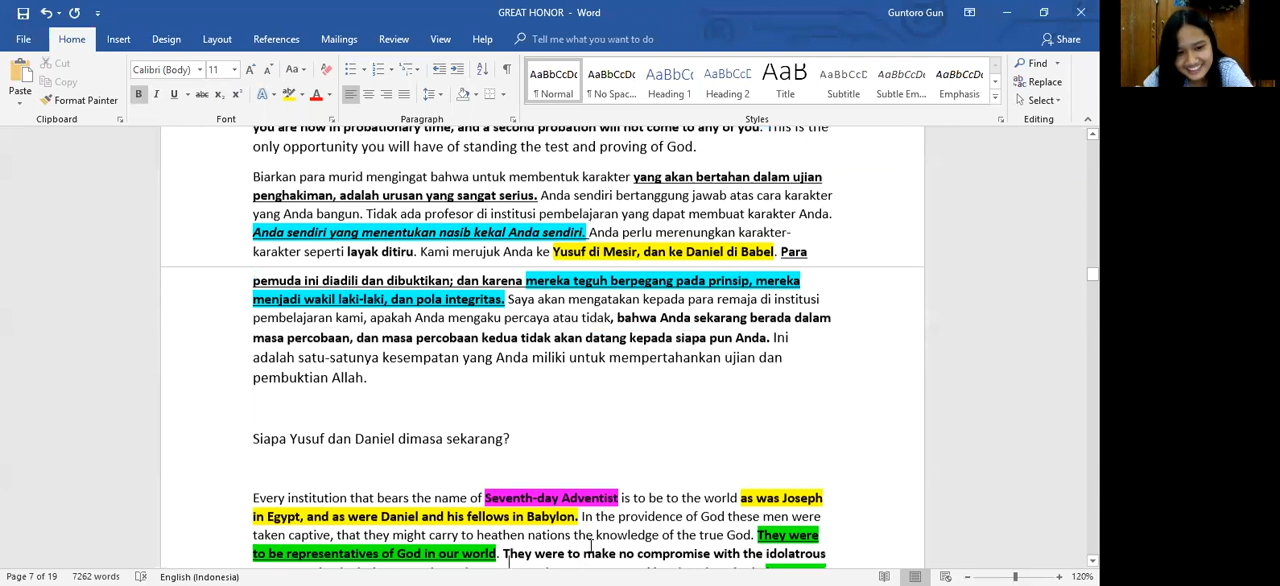 GREAT HONOR - Word
Guntoro Gun
File Home Insert Design Layout References Mailings Review View Help Tell me what you want to do Share
Paste
Cut
Copy
Format Painter
Clipboard
Calibri (Body) 11
Aa
B I U abc x₂ x²
Font
Paragraph
AaBbCcDc AaBbCcDc AaBbCc AaBbCcD AaB AaBbCcD AaBbCcDc AaBbCcDc
¶ Normal ¶ No Spac... Heading 1 Heading 2 Title Subtitle Subtle Em... Emphasis
Styles
Find
Replace
Select
Editing
you are now in probationary time, and a second probation will not come to any of you. This is the
only opportunity you will have of standing the test and proving of God.
Biarkan para murid mengingat bahwa untuk membentuk karakter yang akan bertahan dalam ujian
penghakiman, adalah urusan yang sangat serius. Anda sendiri bertanggung jawab atas cara karakter
yang Anda bangun. Tidak ada profesor di institusi pembelajaran yang dapat membuat karakter Anda.
Anda sendiri yang menentukan nasib kekal Anda sendiri. Anda perlu merenungkan karakter-
karakter seperti layak ditiru. Kami merujuk Anda ke Yusuf di Mesir, dan ke Daniel di Babel. Para
pemuda ini diadili dan dibuktikan; dan karena mereka teguh berpegang pada prinsip, mereka
menjadi wakil laki-laki, dan pola integritas. Saya akan mengatakan kepada para remaja di institusi
pembelajaran kami, apakah Anda mengaku percaya atau tidak, bahwa Anda sekarang berada dalam
masa percobaan, dan masa percobaan kedua tidak akan datang kepada siapa pun Anda. Ini
adalah satu-satunya kesempatan yang Anda miliki untuk mempertahankan ujian dan
pembuktian Allah.
Siapa Yusuf dan Daniel dimasa sekarang?
Every institution that bears the name of Seventh-day Adventist is to be to the world as was Joseph
in Egypt, and as were Daniel and his fellows in Babylon. In the providence of God these men were
taken captive, that they might carry to heathen nations the knowledge of the true God. They were
to be representatives of God in our world. They were to make no compromise with the idolatrous
Page 7 of 19 7262 words English (Indonesia) 120%